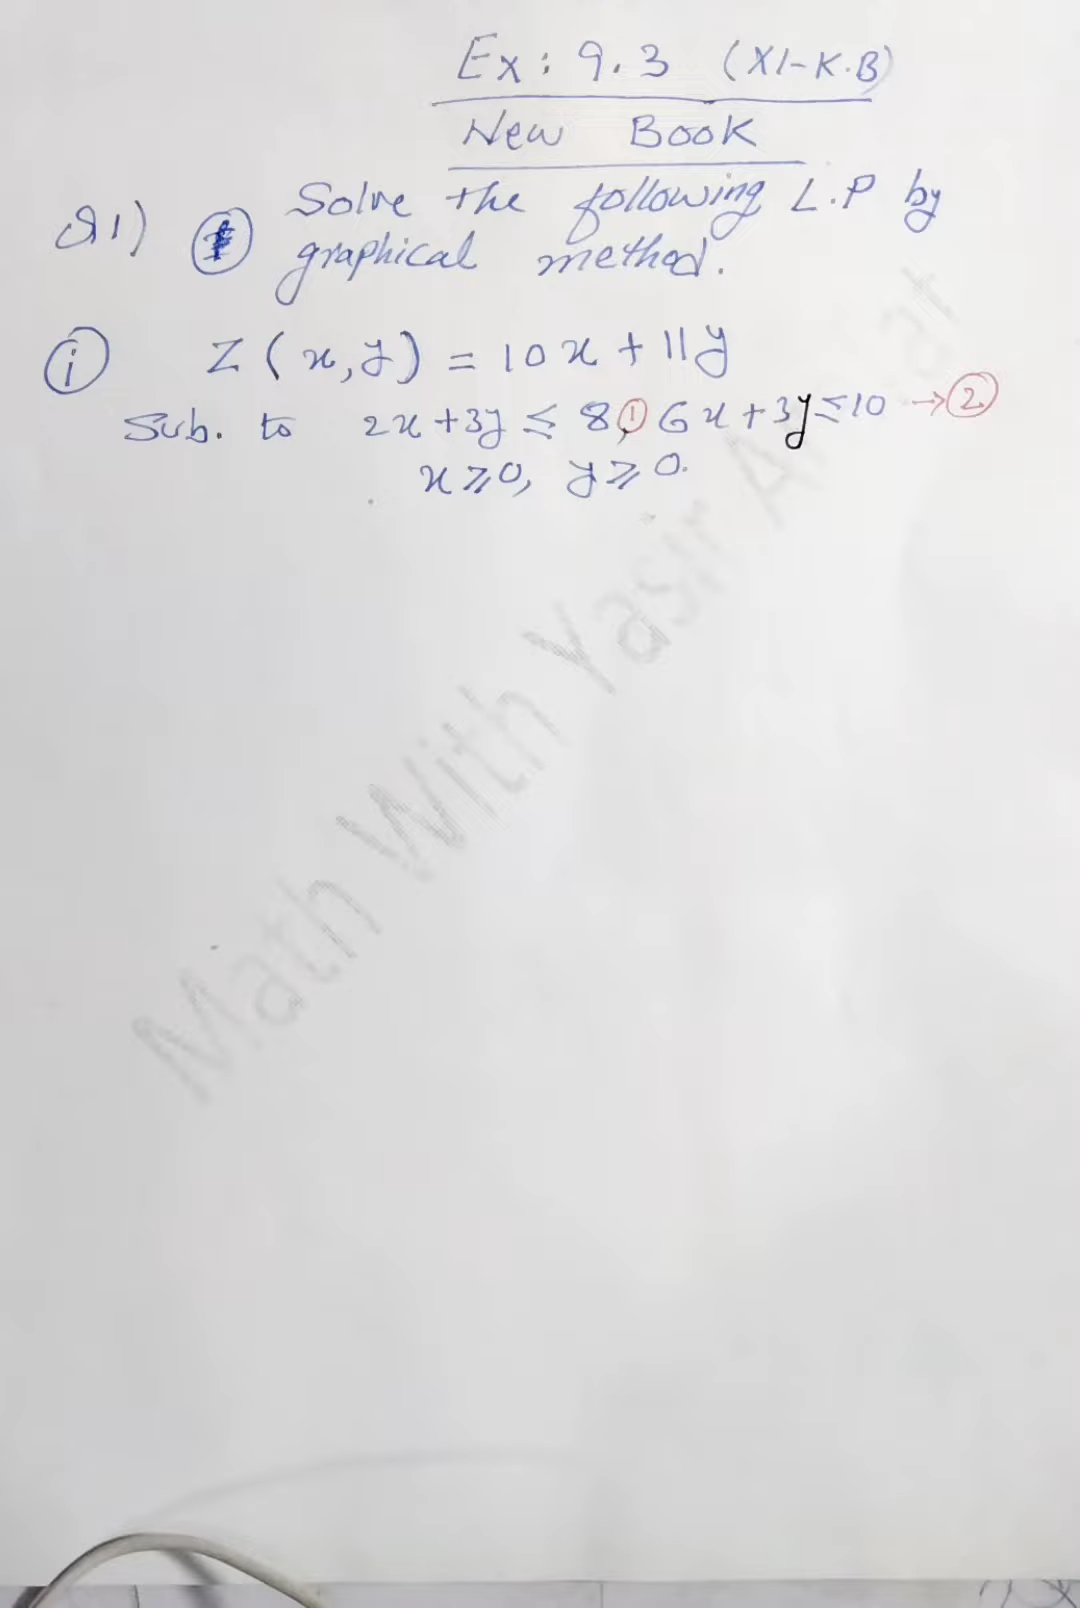 Ex: 9.3 (XI-K.B)
New Book
Q1) Solve the following L.P by
graphical method.
i Z(x,y) = 10x + 11y
Sub. to 2x+3y ≤ 8, ① 6x+3y≤10 →②
x≥0, y≥0.
Math With Yasir Arfat